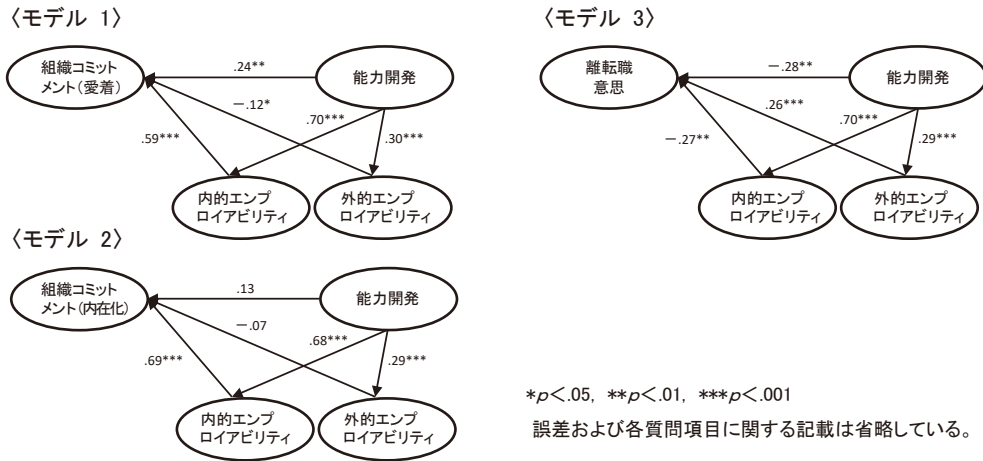 〈モデル 1〉
組織コミット
メント(愛着)
能力開発
.24**
－.12*
.70***
.59***
.30***
内的エンプ
ロイアビリティ
外的エンプ
ロイアビリティ
〈モデル 2〉
組織コミット
メント(内在化)
能力開発
.13
－.07
.68***
.69***
.29***
内的エンプ
ロイアビリティ
外的エンプ
ロイアビリティ
〈モデル 3〉
離転職
意思
能力開発
－.28**
.26***
.70***
－.27**
.29***
内的エンプ
ロイアビリティ
外的エンプ
ロイアビリティ
*p＜.05, **p＜.01, ***p＜.001
誤差および各質問項目に関する記載は省略している。